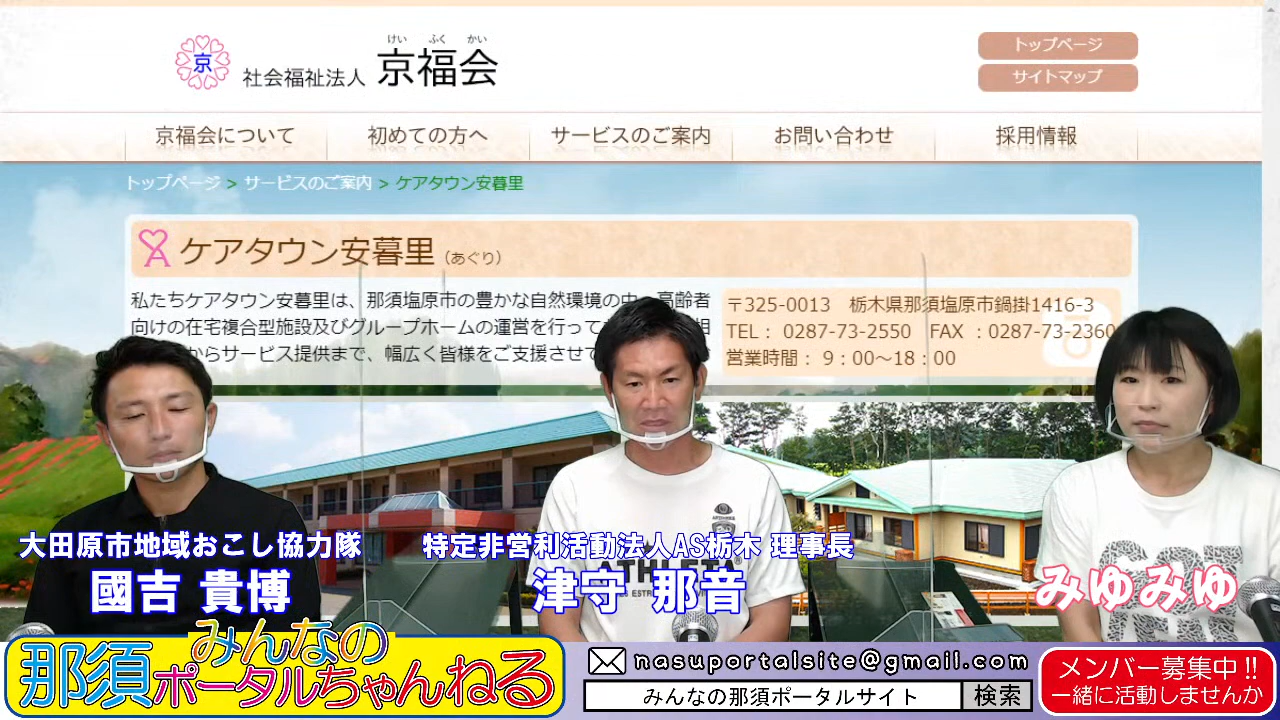 京
社会福祉法人 京福会
けい ふく かい
トップページ
サイトマップ
京福会について 初めての方へ サービスのご案内 お問い合わせ 採用情報
トップページ > サービスのご案内 > ケアタウン安暮里
ケアタウン安暮里(あぐり)
私たちケアタウン安暮里は、那須塩原市の豊かな自然環境の中、高齢者
向けの在宅複合型施設及びグループホームの運営を行って
からサービス提供まで、幅広く皆様をご支援させて
〒325-0013 栃木県那須塩原市鍋掛1416-3
TEL: 0287-73-2550 FAX:0287-73-2360
営業時間: 9:00~18:00
大田原市地域おこし協力隊
國吉 貴博
特定非営利活動法人AS栃木 理事長
津守 那音
みゆみゆ
みんなの
那須ポータルちゃんねる
nasuportalsite@gmail.com
みんなの那須ポータルサイト 検索
メンバー募集中!!
一緒に活動しませんか